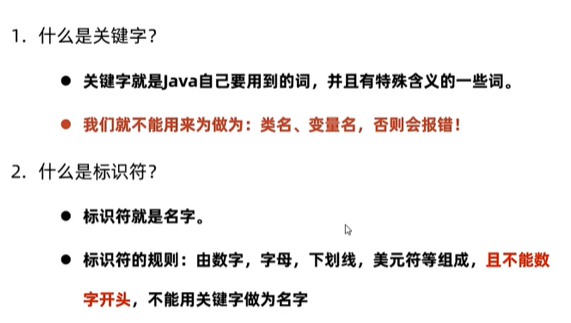 1. 什么是关键字？
● 关键字就是Java自己要用到的词，并且有特殊含义的一些词。
● 我们就不能用来为做为：类名、变量名，否则会报错！
2. 什么是标识符？
● 标识符就是名字。
● 标识符的规则：由数字，字母，下划线，美元符等组成，且不能数
字开头，不能用关键字做为名字